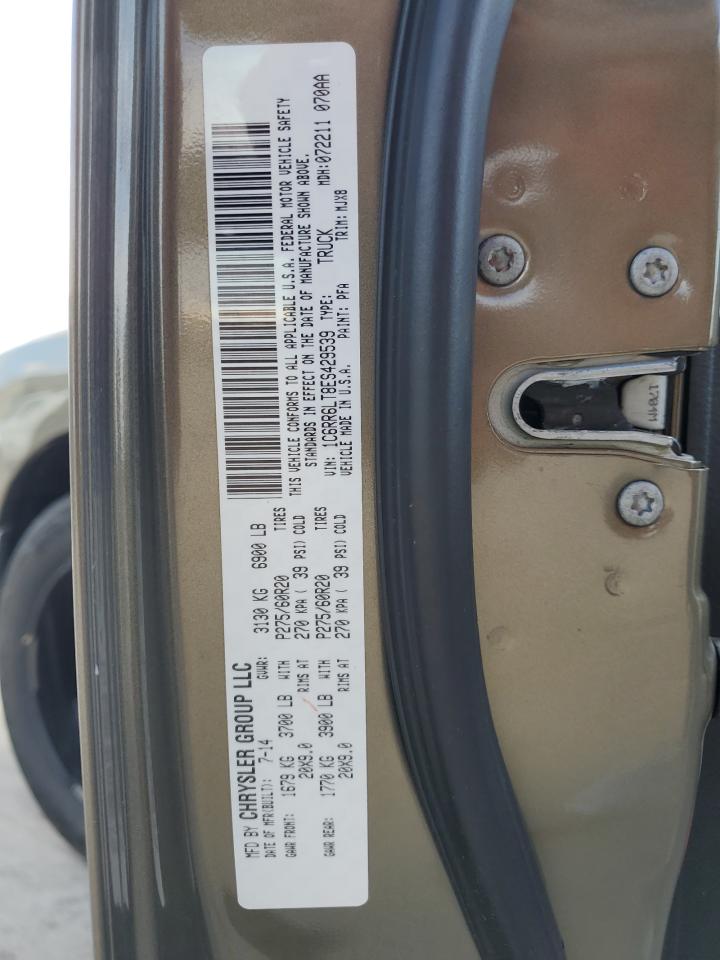 MFD BY CHRYSLER GROUP LLC
DATE OF MFR(BUILT): 7-14 GVWR: 3130 KG 6900 LB
GAWR FRONT: 1679 KG 3700 LB WITH P275/60R20 TIRES
20X9.0 RIMS AT 270 KPA ( 39 PSI) COLD
GAWR REAR: 1770 KG 3900 LB WITH P275/60R20 TIRES
20X9.0 RIMS AT 270 KPA ( 39 PSI) COLD
THIS VEHICLE CONFORMS TO ALL APPLICABLE U.S.A. FEDERAL MOTOR VEHICLE SAFETY
STANDARDS IN EFFECT ON THE DATE OF MANUFACTURE SHOWN ABOVE.
VIN: 1C6RR6LT8ES429539 TYPE: TRUCK MDH:072211 070AA
VEHICLE MADE IN U.S.A. PAINT: PFA TRIM: MJX8
1704M1